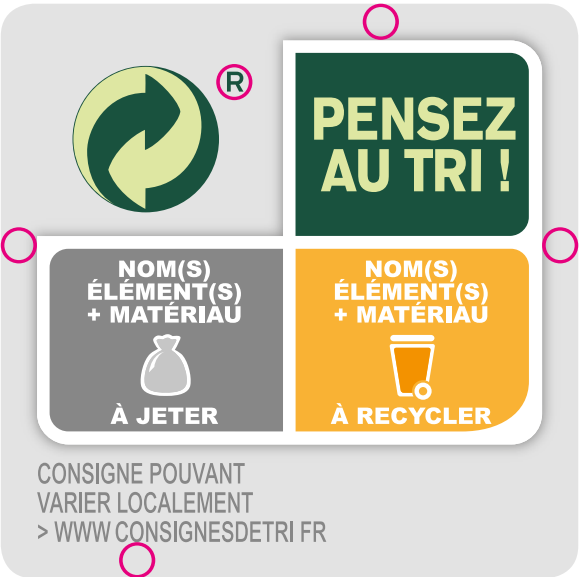 ®
PENSEZ
AU TRI !
NOM(S)
ÉLÉMENT(S)
+ MATÉRIAU
À JETER
NOM(S)
ÉLÉMENT(S)
+ MATÉRIAU
À RECYCLER
CONSIGNE POUVANT
VARIER LOCALEMENT
> WWW CONSIGNESDETRI FR